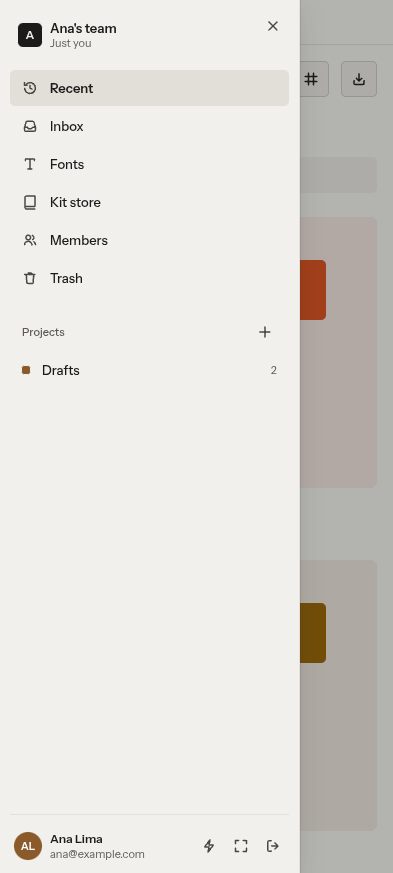 A
Ana's team
Just you
Recent
Inbox
Fonts
Kit store
Members
Trash
Projects
Drafts 2
AL
Ana Lima
ana@example.com